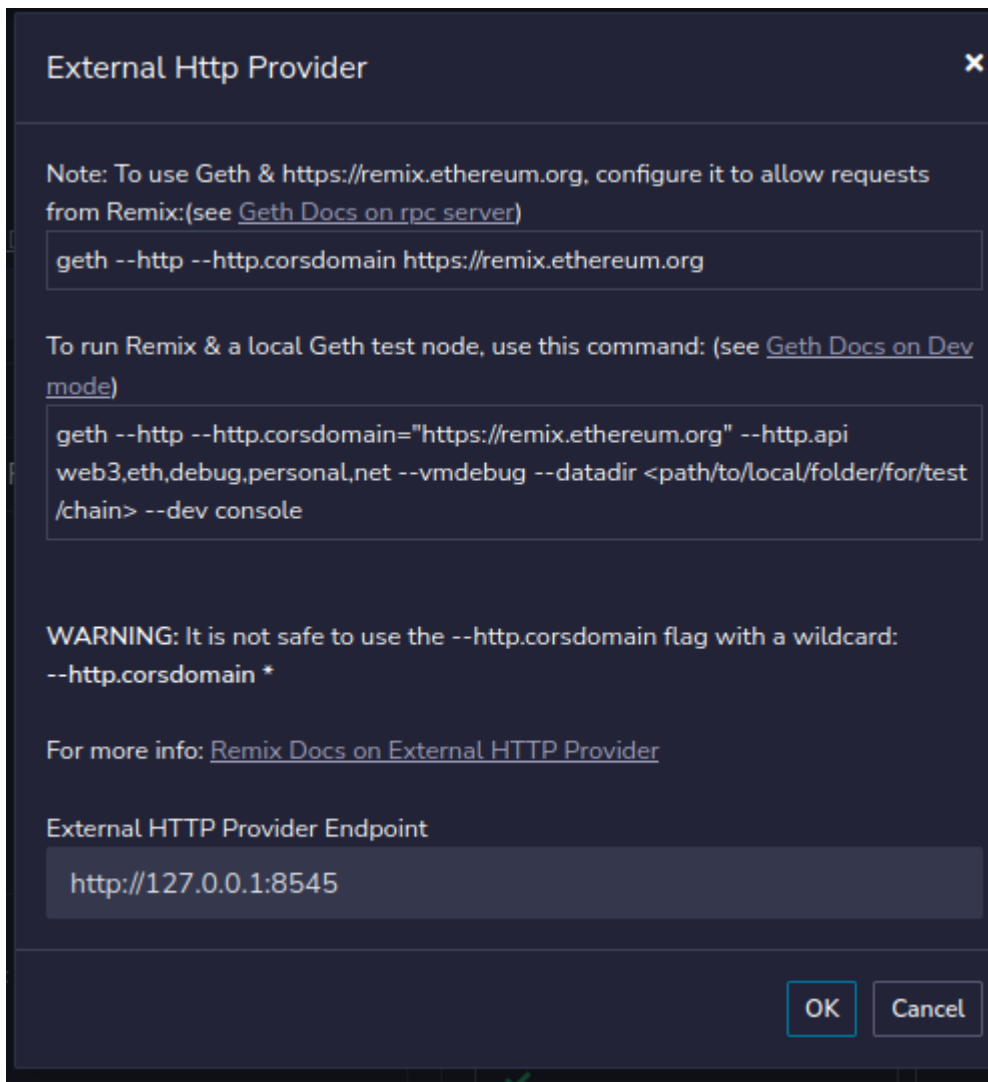 External Http Provider
Note: To use Geth & https://remix.ethereum.org, configure it to allow requests
from Remix:(see Geth Docs on rpc server)
geth --http --http.corsdomain https://remix.ethereum.org
To run Remix & a local Geth test node, use this command: (see Geth Docs on Dev
mode)
geth --http --http.corsdomain="https://remix.ethereum.org" --http.api
web3,eth,debug,personal,net --vmdebug --datadir <path/to/local/folder/for/test
/chain> --dev console
WARNING: It is not safe to use the --http.corsdomain flag with a wildcard:
--http.corsdomain *
For more info: Remix Docs on External HTTP Provider
External HTTP Provider Endpoint
http://127.0.0.1:8545
OK Cancel